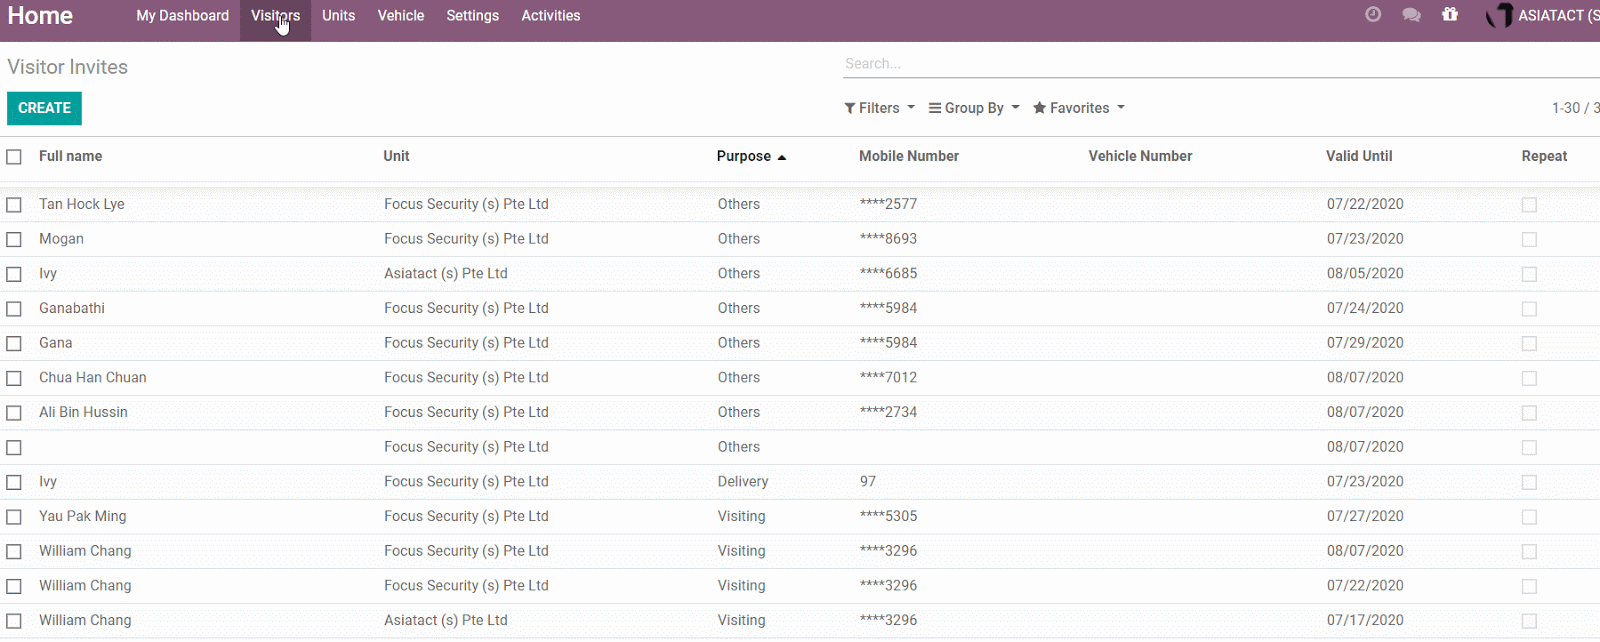 Home My Dashboard Visitors Units Vehicle Settings Activities ASIATACT (S
Visitor Invites Search...
CREATE Filters Group By Favorites 1-30 / 3
Full name Unit Purpose Mobile Number Vehicle Number Valid Until Repeat
Tan Hock Lye Focus Security (s) Pte Ltd Others ****2577 07/22/2020
Mogan Focus Security (s) Pte Ltd Others ****8693 07/23/2020
Ivy Asiatact (s) Pte Ltd Others ****6685 08/05/2020
Ganabathi Focus Security (s) Pte Ltd Others ****5984 07/24/2020
Gana Focus Security (s) Pte Ltd Others ****5984 07/29/2020
Chua Han Chuan Focus Security (s) Pte Ltd Others ****7012 08/07/2020
Ali Bin Hussin Focus Security (s) Pte Ltd Others ****2734 08/07/2020
Focus Security (s) Pte Ltd Others 08/07/2020
Ivy Focus Security (s) Pte Ltd Delivery 97 07/23/2020
Yau Pak Ming Focus Security (s) Pte Ltd Visiting ****5305 07/27/2020
William Chang Focus Security (s) Pte Ltd Visiting ****3296 08/07/2020
William Chang Focus Security (s) Pte Ltd Visiting ****3296 07/22/2020
William Chang Asiatact (s) Pte Ltd Visiting ****3296 07/17/2020